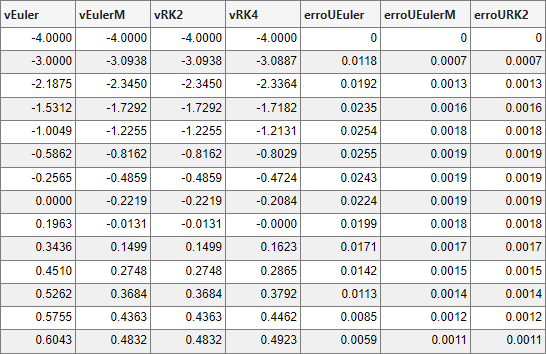 vEuler vEulerM vRK2 vRK4 erroUEuler erroUEulerM erroURK2
-4.0000 -4.0000 -4.0000 -4.0000 0 0 0
-3.0000 -3.0938 -3.0938 -3.0887 0.0118 0.0007 0.0007
-2.1875 -2.3450 -2.3450 -2.3364 0.0192 0.0013 0.0013
-1.5312 -1.7292 -1.7292 -1.7182 0.0235 0.0016 0.0016
-1.0049 -1.2255 -1.2255 -1.2131 0.0254 0.0018 0.0018
-0.5862 -0.8162 -0.8162 -0.8029 0.0255 0.0019 0.0019
-0.2565 -0.4859 -0.4859 -0.4724 0.0243 0.0019 0.0019
0.0000 -0.2219 -0.2219 -0.2084 0.0224 0.0019 0.0019
0.1963 -0.0131 -0.0131 -0.0000 0.0199 0.0018 0.0018
0.3436 0.1499 0.1499 0.1623 0.0171 0.0017 0.0017
0.4510 0.2748 0.2748 0.2865 0.0142 0.0015 0.0015
0.5262 0.3684 0.3684 0.3792 0.0113 0.0014 0.0014
0.5755 0.4363 0.4363 0.4462 0.0085 0.0012 0.0012
0.6043 0.4832 0.4832 0.4923 0.0059 0.0011 0.0011